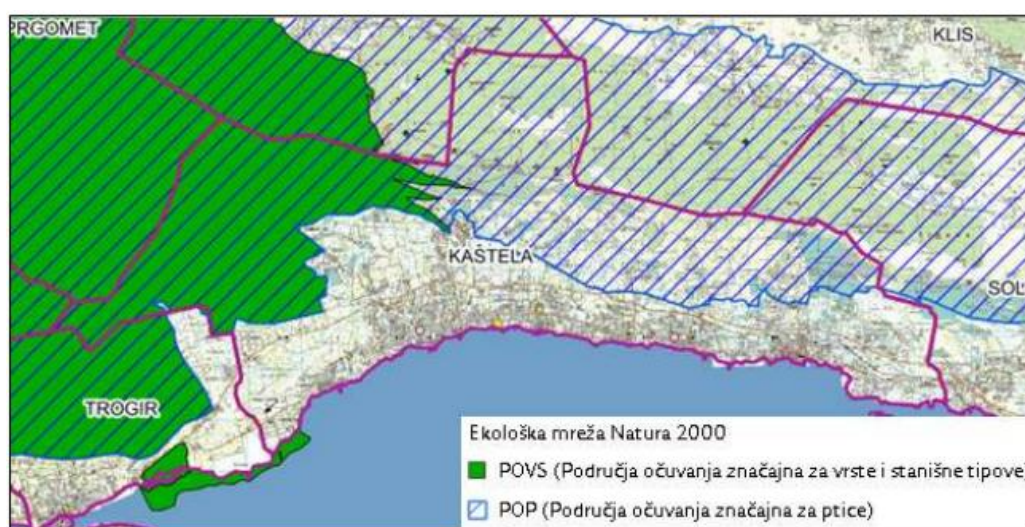 PRGOMET
KLIS
KAŠTELA
SOL
TROGIR
Ekološka mreža Natura 2000
POVS (Područja očuvanja značajna za vrste i stanišne tipove)
POP (Područja očuvanja značajna za ptice)